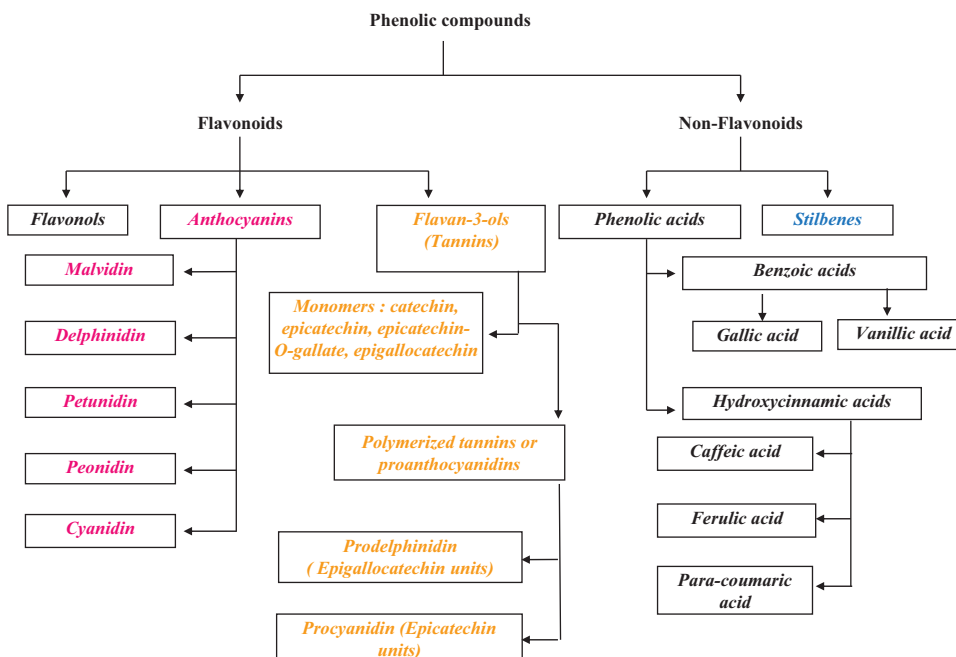 Phenolic compounds
Flavonoids
Non-Flavonoids
Flavonols
Anthocyanins
Flavan-3-ols
(Tannins)
Phenolic acids
Stilbenes
Malvidin
Delphinidin
Petunidin
Peonidin
Cyanidin
Monomers : catechin,
epicatechin, epicatechin-
O-gallate, epigallocatechin
Polymerized tannins or
proanthocyanidins
Prodelphinidin
( Epigallocatechin units)
Procyanidin (Epicatechin
units)
Benzoic acids
Gallic acid
Vanillic acid
Hydroxycinnamic acids
Caffeic acid
Ferulic acid
Para-coumaric
acid